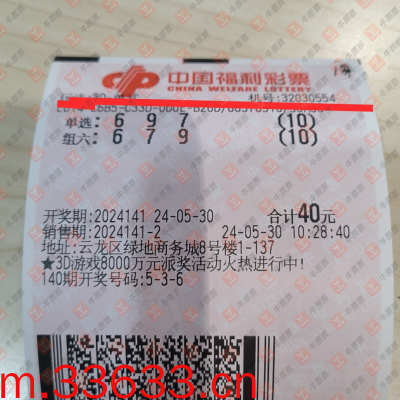 中国福利彩票
CHINA WELFARE LOTTERY
机号:32030554
单选: 6 9 7 (10)
组六: 6 7 9 (10)
开奖期:2024141 24-05-30 合计40元
销售期:2024141-2 24-05-30 10:28:40
地址:云龙区绿地商务城8号楼1-137
★3D游戏8000万元派奖活动火热进行中!
140期开奖号码:5-3-6
m.33633.cn